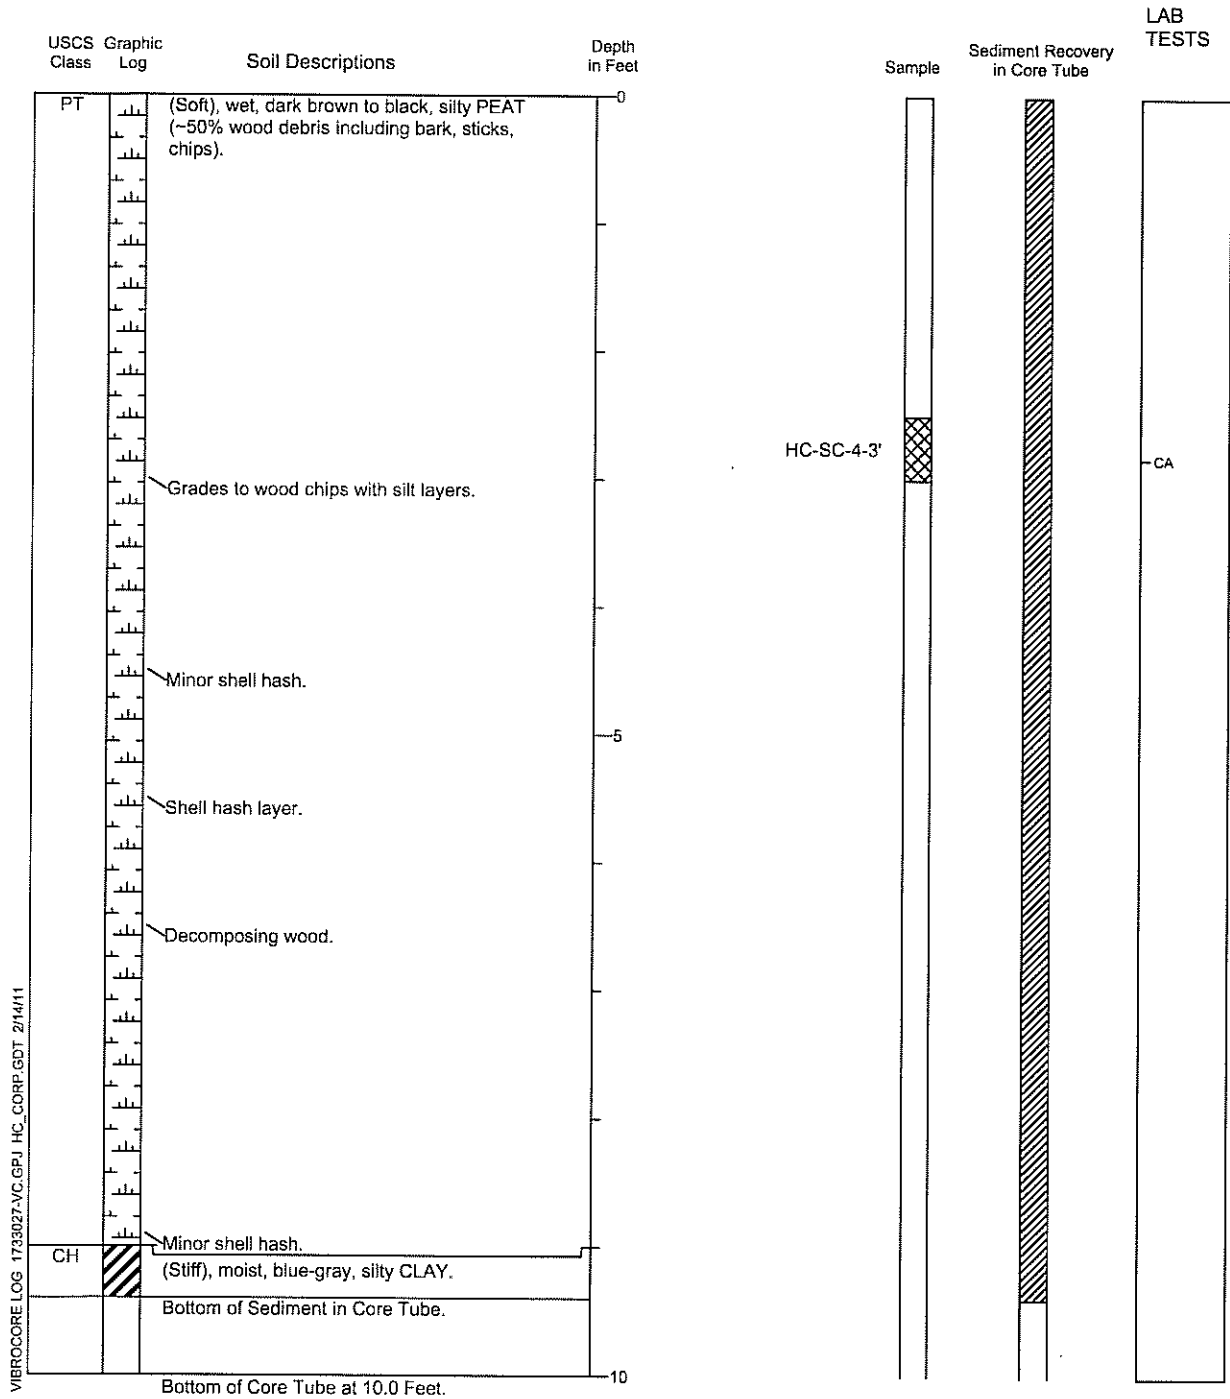 LAB
TESTS
USCS Graphic
Class Log
Soil Descriptions
Depth
in Feet
Sample
Sediment Recovery
in Core Tube
PT
(Soft), wet, dark brown to black, silty PEAT
(~50% wood debris including bark, sticks,
chips).
0
HC-SC-4-3'
CA
Grades to wood chips with silt layers.
Minor shell hash.
5
Shell hash layer.
Decomposing wood.
Minor shell hash.
CH
(Stiff), moist, blue-gray, silty CLAY.
Bottom of Sediment in Core Tube.
10
Bottom of Core Tube at 10.0 Feet.
VIBROCORE LOG 1733027-VC.GPJ HC_CORP.GDT 2/14/11